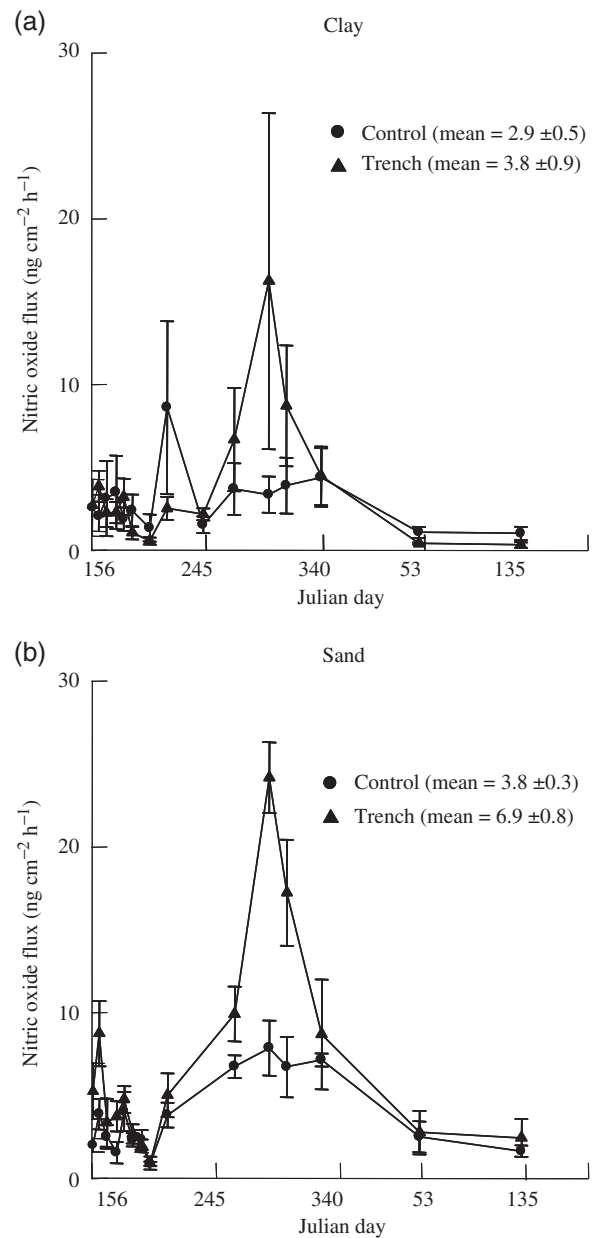 (a)
Clay
30
20
10
0
Nitric oxide flux (ng cm⁻² h⁻¹)
Control (mean = 2.9 ±0.5)
Trench (mean = 3.8 ±0.9)
156 245 340 53 135
Julian day
(b)
Sand
30
20
10
0
Nitric oxide flux (ng cm⁻² h⁻¹)
Control (mean = 3.8 ±0.3)
Trench (mean = 6.9 ±0.8)
156 245 340 53 135
Julian day